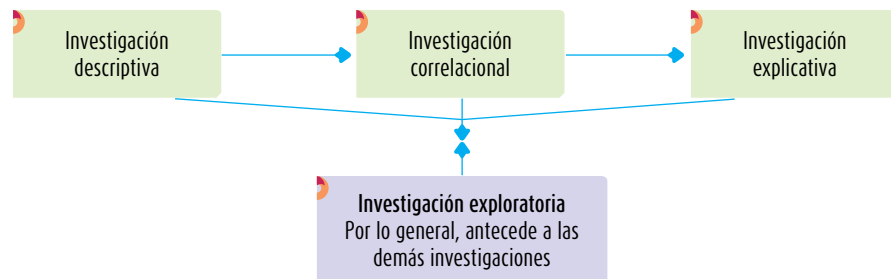 Investigación
descriptiva
Investigación
correlacional
Investigación
explicativa
Investigación exploratoria
Por lo general, antecede a las
demás investigaciones